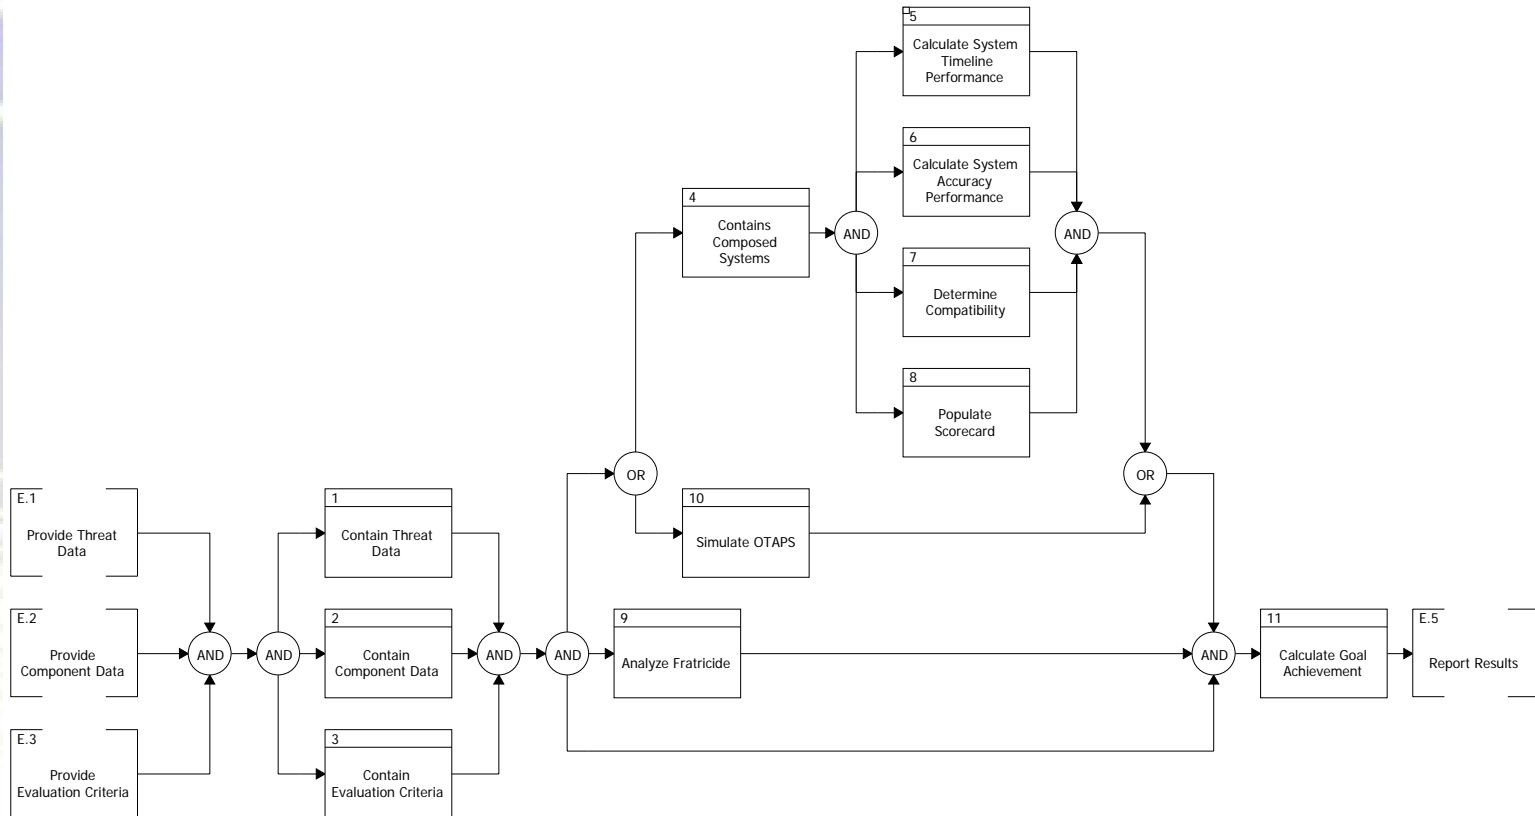 5
Calculate System
Timeline
Performance
6
Calculate System
Accuracy
Performance
4
Contains
Composed
Systems
AND
AND
7
Determine
Compatibility
8
Populate
Scorecard
OR
OR
E.1
Provide Threat
Data
1
Contain Threat
Data
10
Simulate OTAPS
E.2
Provide
Component Data
AND
AND
2
Contain
Component Data
AND
AND
9
Analyze Fratricide
AND
11
Calculate Goal
Achievement
E.5
Report Results
E.3
Provide
Evaluation Criteria
3
Contain
Evaluation Criteria